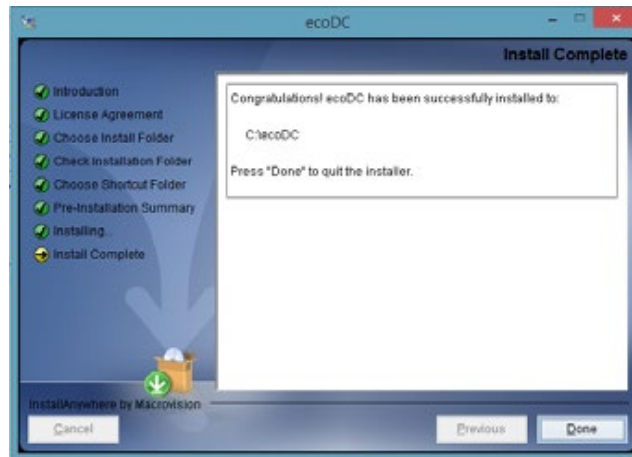 ecoDC
Install Complete
Introduction
License Agreement
Choose Install Folder
Check Installation Folder
Choose Shortcut Folder
Pre-Installation Summary
Installing...
Install Complete
Congratulations! ecoDC has been successfully installed to:
C:\ecoDC
Press "Done" to quit the installer.
InstallAnywhere by Macrovision
Cancel
Previous
Done